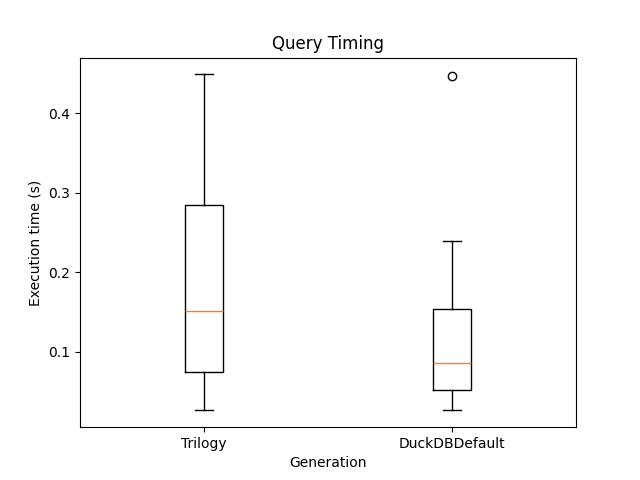 Query Timing
Execution time (s)
0.4
0.3
0.2
0.1
Trilogy DuckDBDefault
Generation